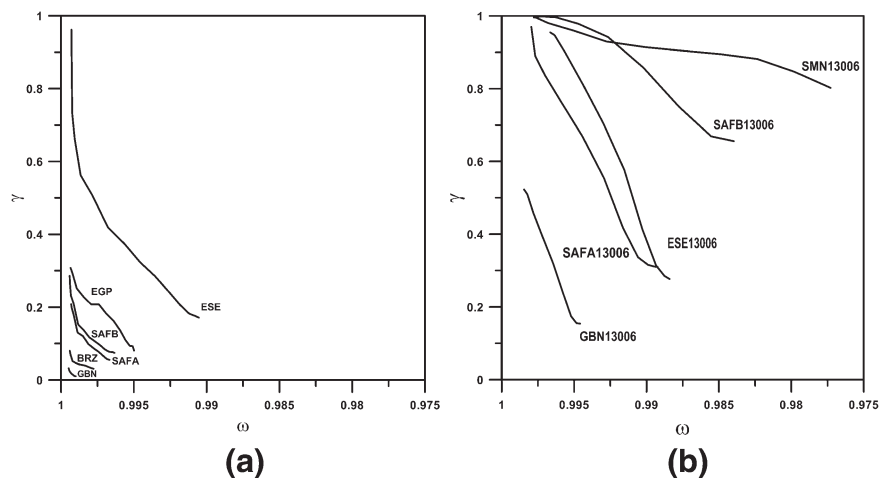 1
0.8
0.6
0.4
0.2
0
γ
EGP
ESE
SAFB
SAFA
BRZ
GBN
1 0.995 0.99 0.985 0.98 0.975
ω
(a)
1
0.8
0.6
0.4
0.2
0
γ
SMN13006
SAFB13006
ESE13006
SAFA13006
GBN13006
1 0.995 0.99 0.985 0.98 0.975
ω
(b)